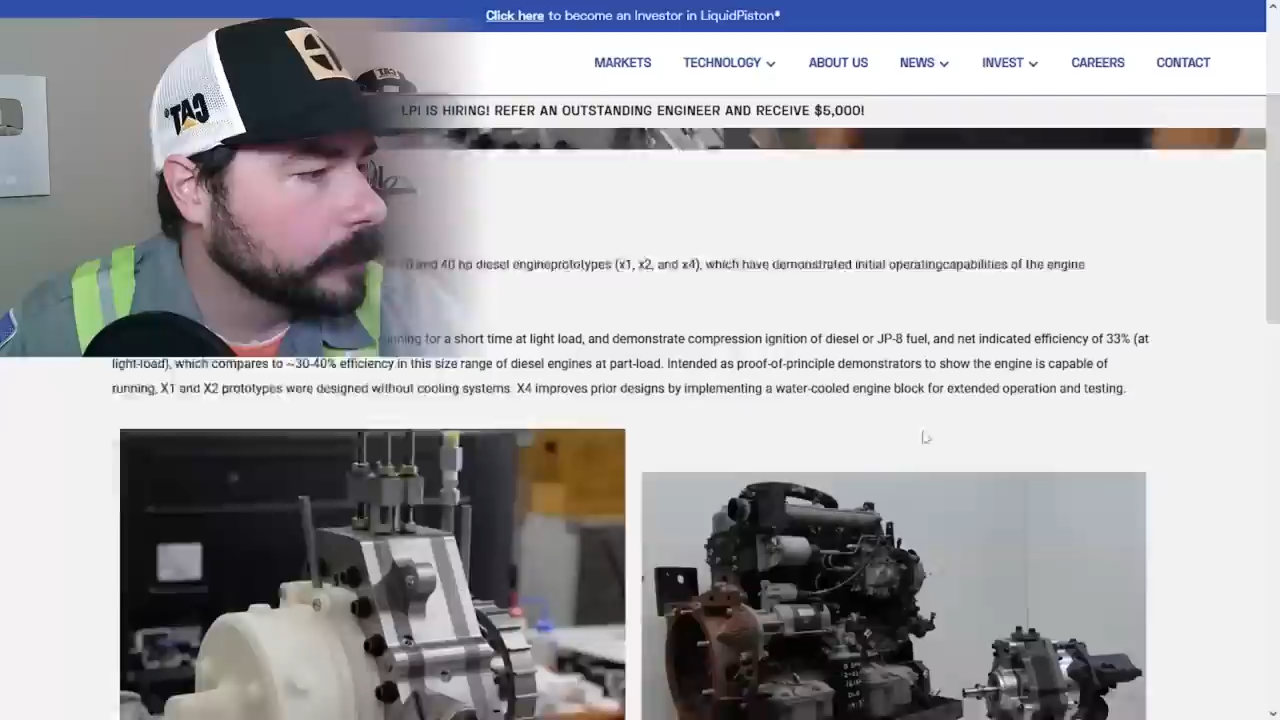 Click here to become an Investor in LiquidPiston®
MARKETS TECHNOLOGY ABOUT US NEWS INVEST CAREERS CONTACT
LPI IS HIRING! REFER AN OUTSTANDING ENGINEER AND RECEIVE $5,000!
CAT
and 40 hp diesel engineprototypes (x1, x2, and x4), which have demonstrated initial operatingcapabilities of the engine
running for a short time at light load, and demonstrate compression ignition of diesel or JP-8 fuel, and net indicated efficiency of 33% (at
light-load), which compares to ~30-40% efficiency in this size range of diesel engines at part-load. Intended as proof-of-principle demonstrators to show the engine is capable of
running, X1 and X2 prototypes were designed without cooling systems. X4 improves prior designs by implementing a water-cooled engine block for extended operation and testing.